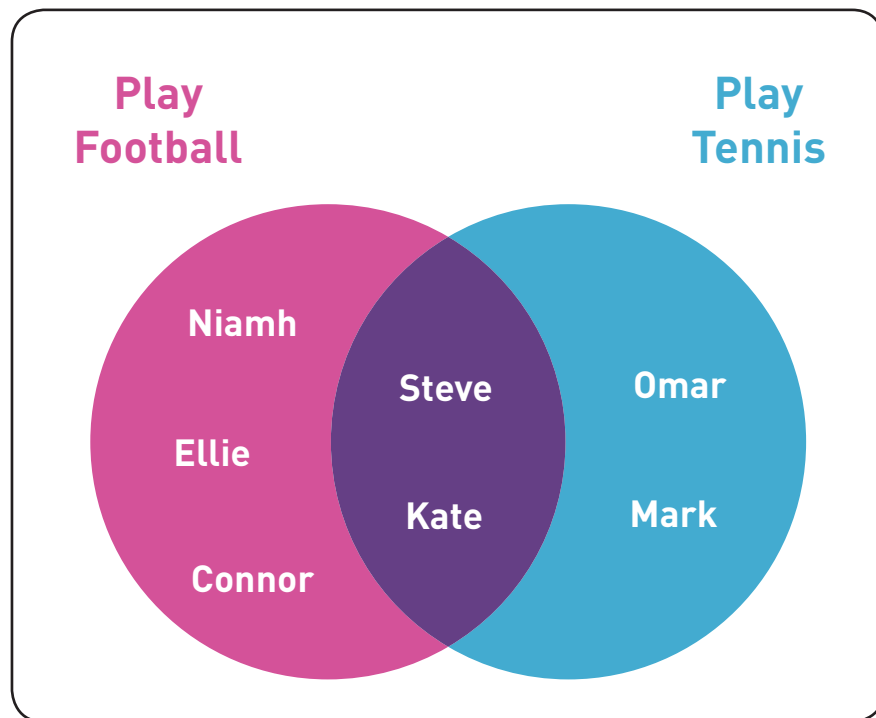 Play
Football
Play
Tennis
Niamh
Ellie
Connor
Steve
Kate
Omar
Mark